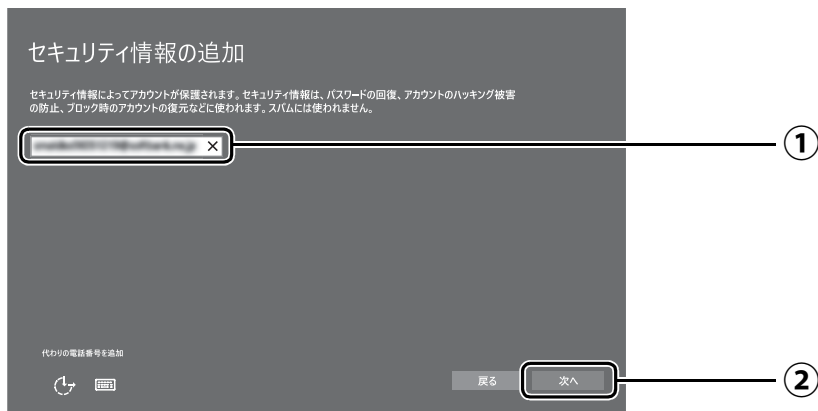 セキュリティ情報の追加
セキュリティ情報によってアカウントが保護されます。セキュリティ情報は、パスワードの回復、アカウントのハッキング被害
の防止、ブロック時のアカウントの復元などに使われます。スパムには使われません。
①
代わりの電話番号を追加
戻る 次へ ②